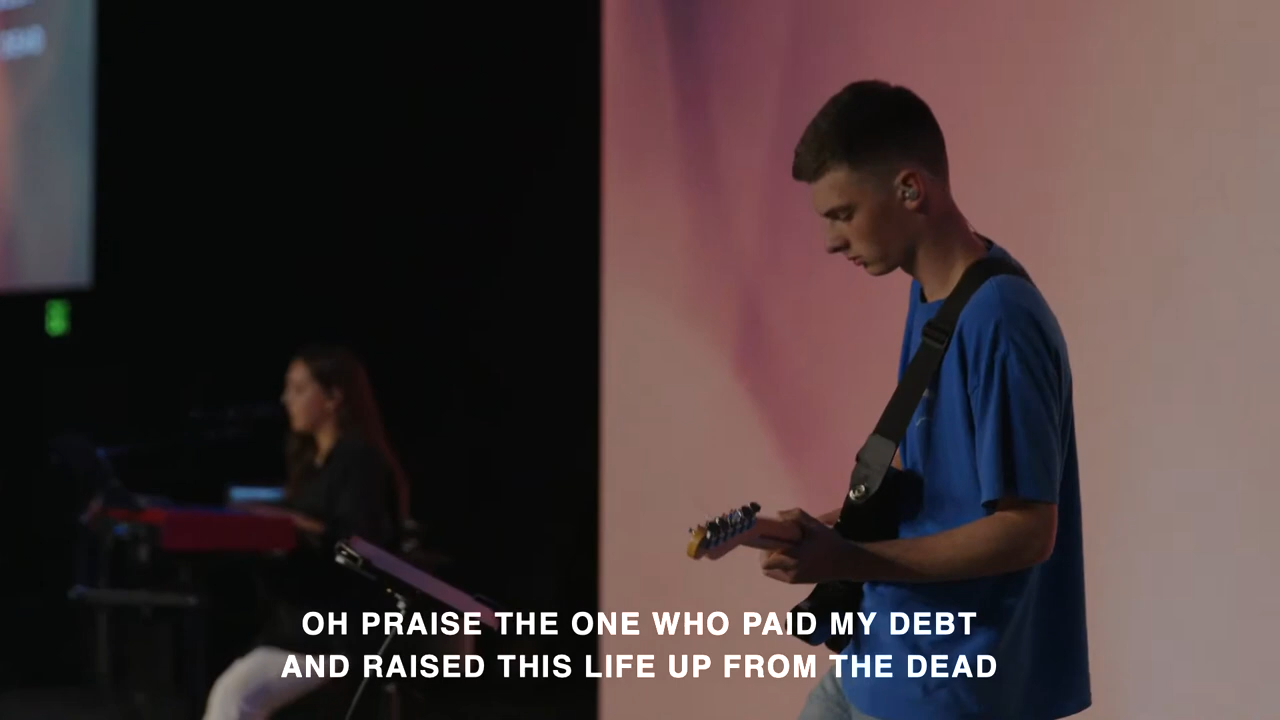 OH PRAISE THE ONE WHO PAID MY DEBT
AND RAISED THIS LIFE UP FROM THE DEAD